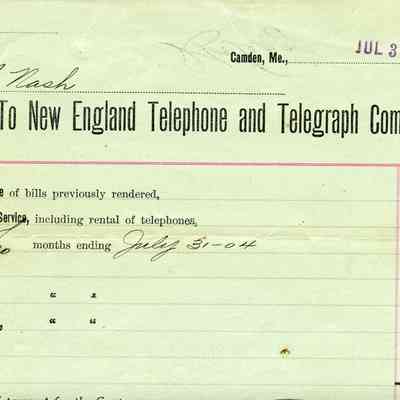 Camden, Me., JUL 3
Nash
To New England Telephone and Telegraph Com
e of bills previously rendered,
Service, including rental of telephones,
months ending July 31-04
" "
" "